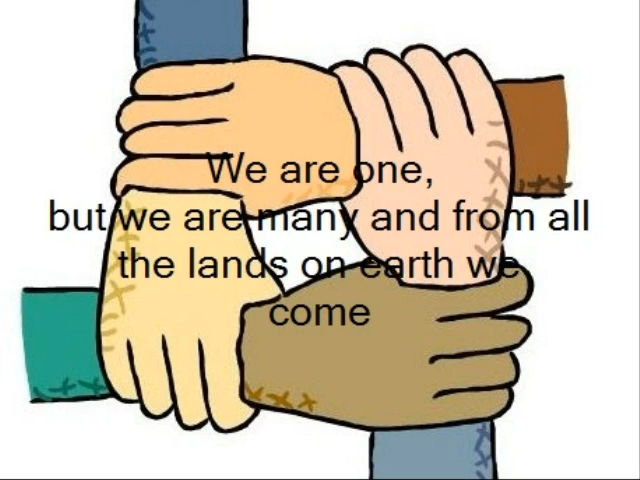 We are one,
but we are many and from all
the lands on earth we
come